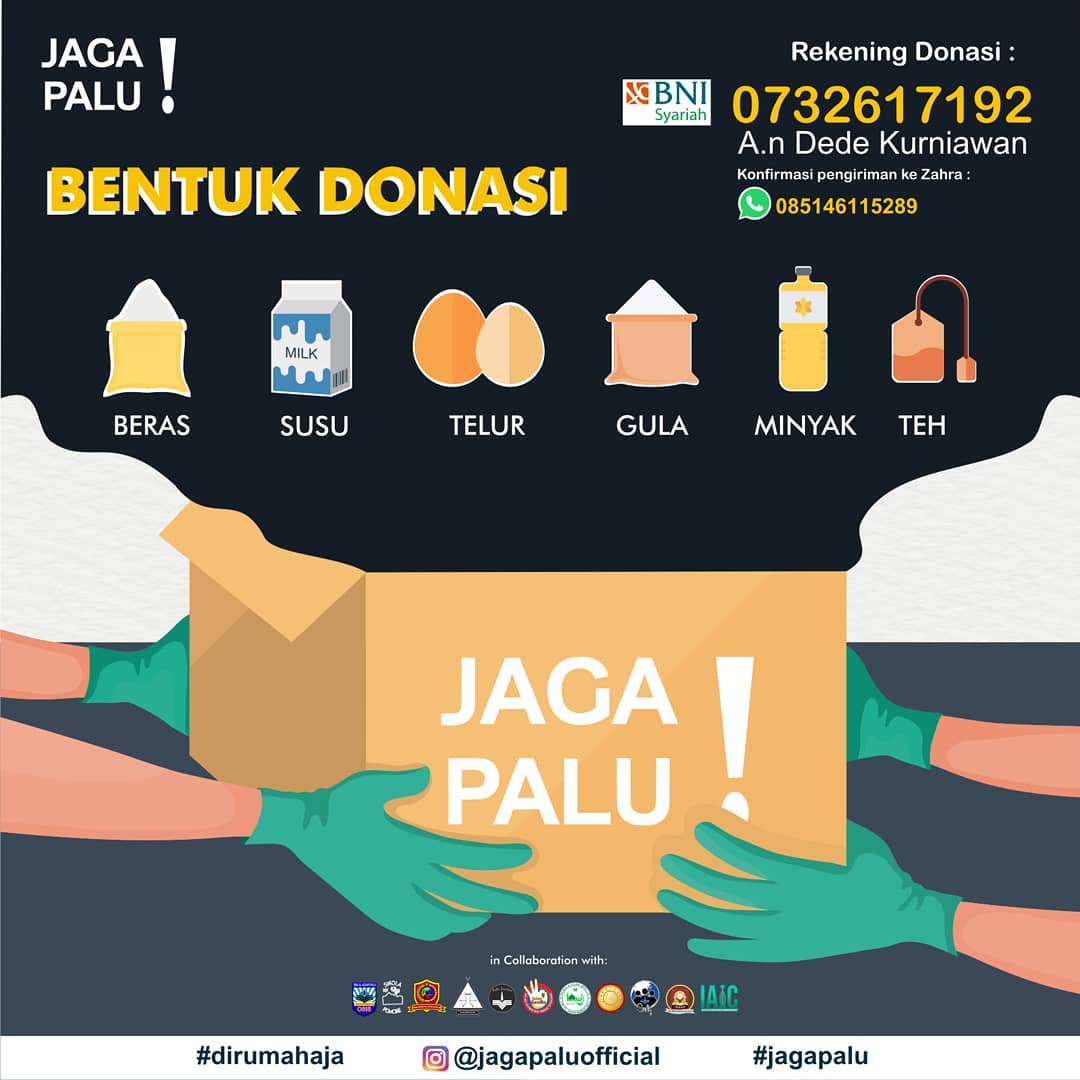 JAGA
PALU !
Rekening Donasi :
BNI
Syariah
0732617192
A.n Dede Kurniawan
Konfirmasi pengiriman ke Zahra :
085146115289
BENTUK DONASI
MILK
BERAS
SUSU
TELUR
GULA
MINYAK
TEH
JAGA
PALU !
in Collaboration with:
IAIC
#dirumahaja
@jagapaluofficial
#jagapalu